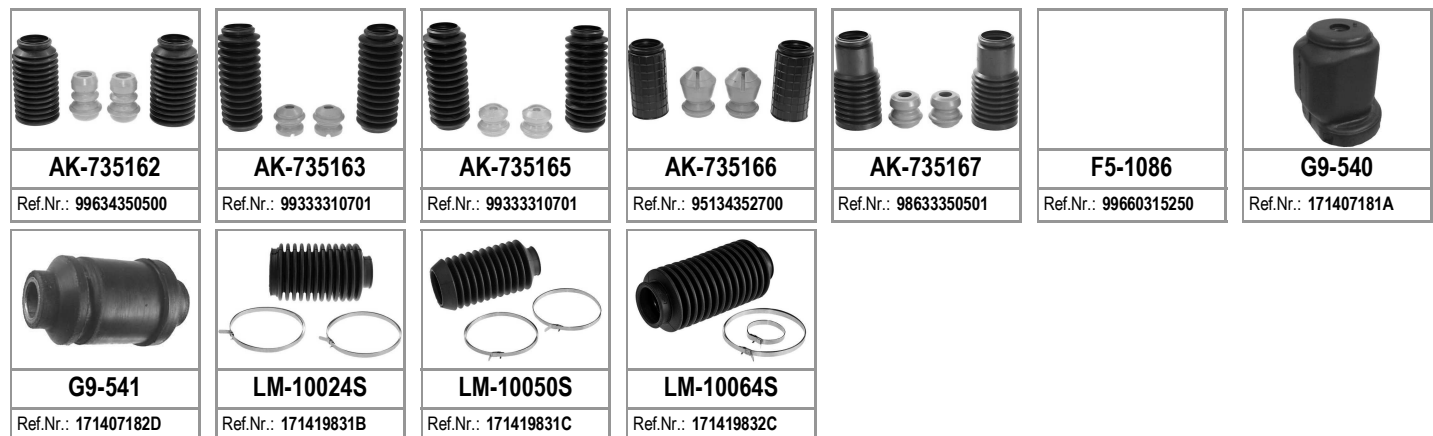 AK-735162
Ref.Nr.: 99634350500
AK-735163
Ref.Nr.: 99333310701
AK-735165
Ref.Nr.: 99333310701
AK-735166
Ref.Nr.: 95134352700
AK-735167
Ref.Nr.: 98633350501
F5-1086
Ref.Nr.: 99660315250
G9-540
Ref.Nr.: 171407181A
G9-541
Ref.Nr.: 171407182D
LM-10024S
Ref.Nr.: 171419831B
LM-10050S
Ref.Nr.: 171419831C
LM-10064S
Ref.Nr.: 171419832C